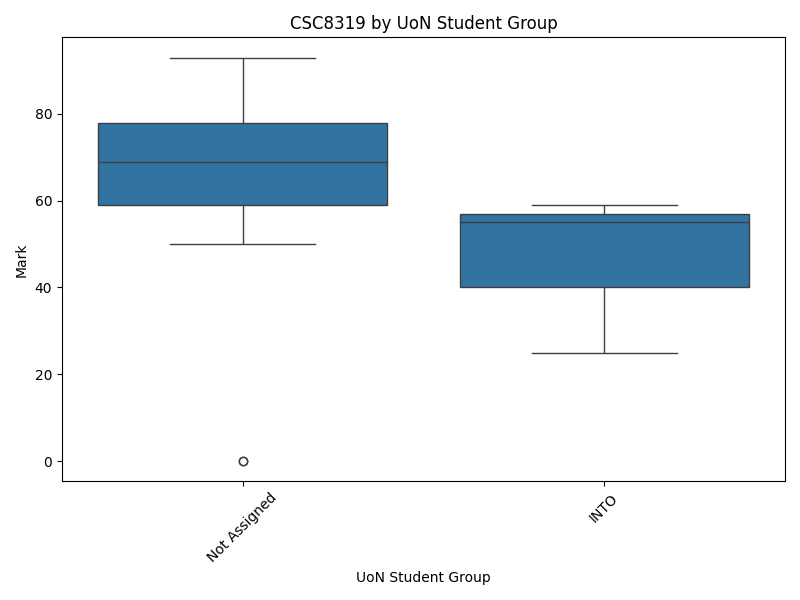 CSC8319 by UoN Student Group
Mark
80
60
40
20
0
Not Assigned
INTO
UoN Student Group